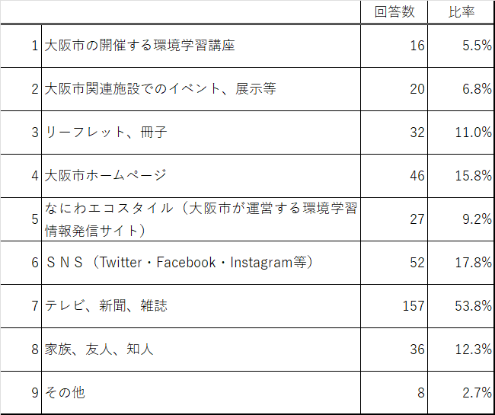 回答数 比率
1 大阪市の開催する環境学習講座 16 5.5%
2 大阪市関連施設でのイベント、展示等 20 6.8%
3 リーフレット、冊子 32 11.0%
4 大阪市ホームページ 46 15.8%
5 なにわエコスタイル（大阪市が運営する環境学習 27 9.2%
情報発信サイト）
6 ＳＮＳ（Twitter・Facebook・Instagram等） 52 17.8%
7 テレビ、新聞、雑誌 157 53.8%
8 家族、友人、知人 36 12.3%
9 その他 8 2.7%